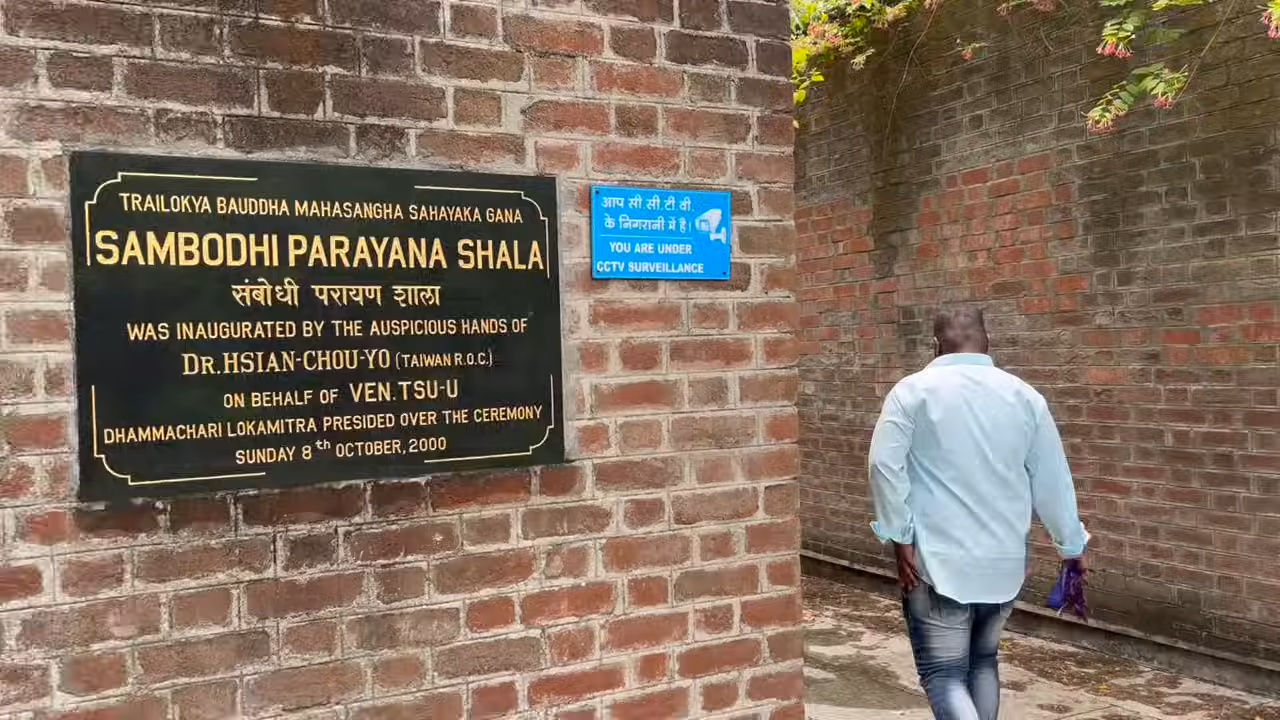 TRAILOKYA BAUDDHA MAHASANGHA SAHAYAKA GANA
SAMBODHI PARAYANA SHALA
संबोधी परायण शाला
WAS INAUGURATED BY THE AUSPICIOUS HANDS OF
DR. HSIAN-CHOU-YO (TAIWAN R.O.C.)
ON BEHALF OF VEN. TSU-U
DHAMMACHARI LOKAMITRA PRESIDED OVER THE CEREMONY
SUNDAY 8th OCTOBER, 2000
आप सी.सी.टी.वी.
के निगरानी में है।
YOU ARE UNDER
CCTV SURVEILLANCE